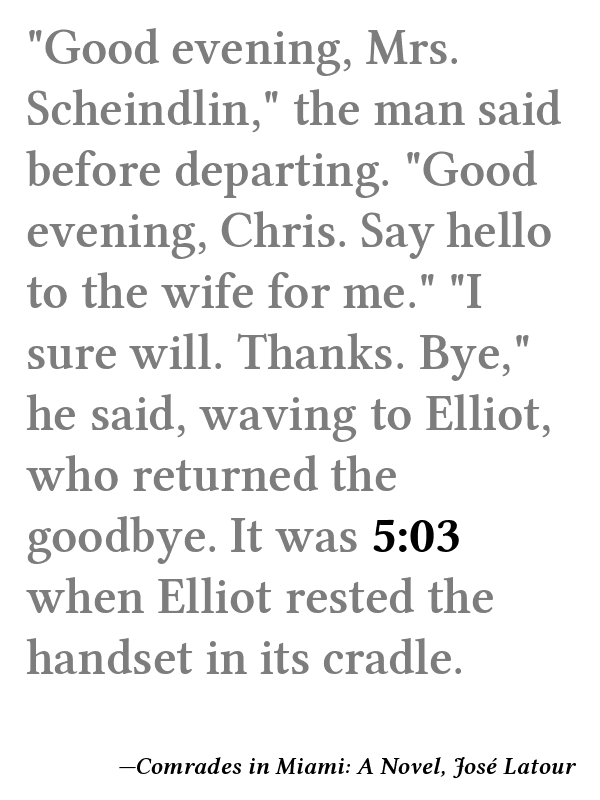 "Good evening, Mrs.
Scheindlin," the man said
before departing. "Good
evening, Chris. Say hello
to the wife for me." "I
sure will. Thanks. Bye,"
he said, waving to Elliot,
who returned the
goodbye. It was 5:03
when Elliot rested the
handset in its cradle.
—Comrades in Miami: A Novel, José Latour